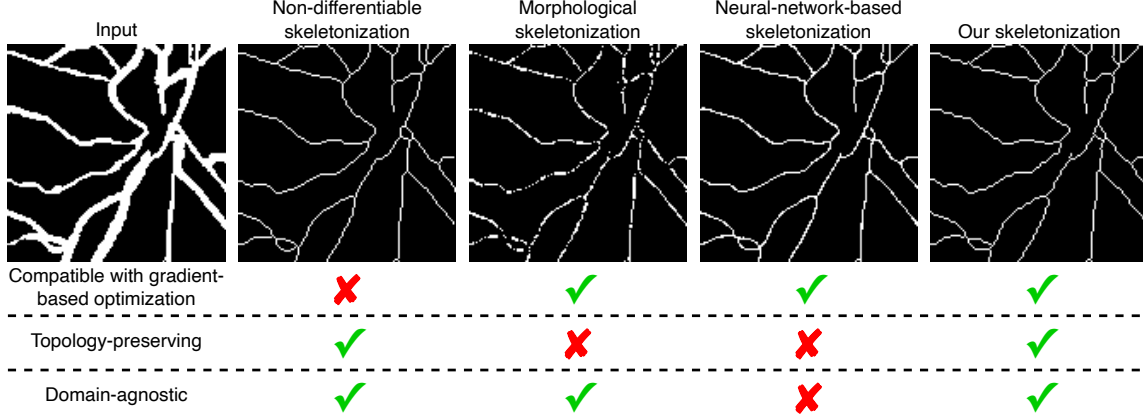 Input
Non-differentiable
skeletonization
Morphological
skeletonization
Neural-network-based
skeletonization
Our skeletonization
Compatible with gradient-
based optimization
Topology-preserving
Domain-agnostic